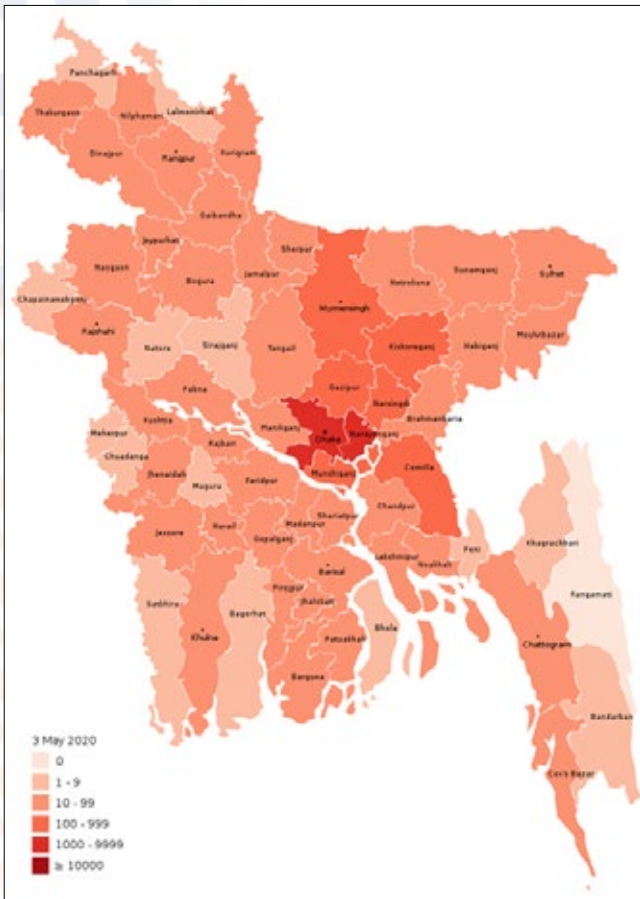 Panchagarh
Thakurgaon
Nilphamari
Lalmonirhat
Dinajpur
Rangpur
Kurigram
Gaibandha
Joypurhat
Naogaon
Sherpur
Bogura
Jamalpur
Netrokona
Sunamganj
Sylhet
Chapainawabganj
Mymensingh
Rajshahi
Natore
Sirajganj
Tangail
Kishoreganj
Habiganj
Moulvibazar
Pabna
Gazipur
Narsingdi
Kushtia
Manikganj
Brahmanbaria
Meherpur
Dhaka
Narayanganj
Rajbari
Chuadanga
Jhenaidah
Magura
Faridpur
Munshiganj
Comilla
Chandpur
Shariatpur
Madaripur
Jessore
Narail
Gopalganj
Khagrachhari
Lakshmipur
Noakhali
Feni
Barisal
Pirojpur
Jhalokati
Rangamati
Satkhira
Bagerhat
Khulna
Bhola
Patuakhali
Chattogram
Barguna
Bandarban
Cox's Bazar
3 May 2020
0
1 - 9
10 - 99
100 - 999
1000 - 9999
≥ 10000